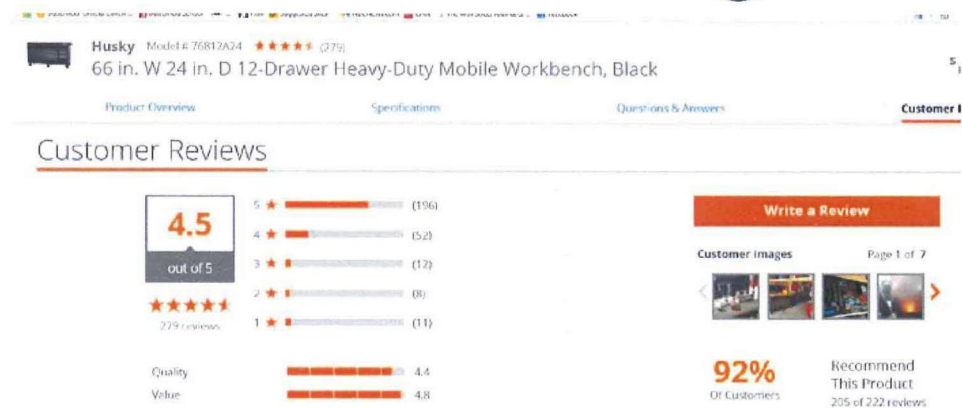 Husky Model # 76812A24 (279)
66 in. W 24 in. D 12-Drawer Heavy-Duty Mobile Workbench, Black
Product Overview
Specifications
Questions & Answers
Customer
Customer Reviews
4.5
out of 5
279 reviews
5 (196)
4 (52)
3 (12)
2 (8)
1 (11)
Quality 4.4
Value 4.8
Write a Review
Customer Images Page 1 of 7
92%
Of Customers
Recommend
This Product
205 of 222 reviews